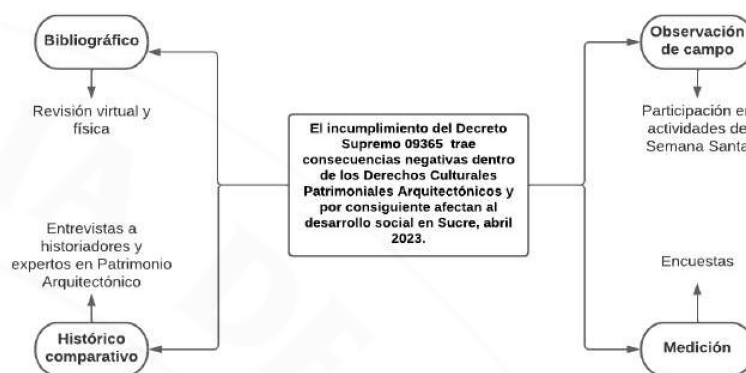 Bibliográfico
Revisión virtual y
física
Entrevistas a
historiadores y
expertos en Patrimonio
Arquitectónico
Histórico
comparativo
El incumplimiento del Decreto
Supremo 09365 trae
consecuencias negativas dentro
de los Derechos Culturales
Patrimoniales Arquitectónicos y
por consiguiente afectan al
desarrollo social en Sucre, abril
2023.
Observación
de campo
Participación en
actividades de
Semana Santa
Encuestas
Medición